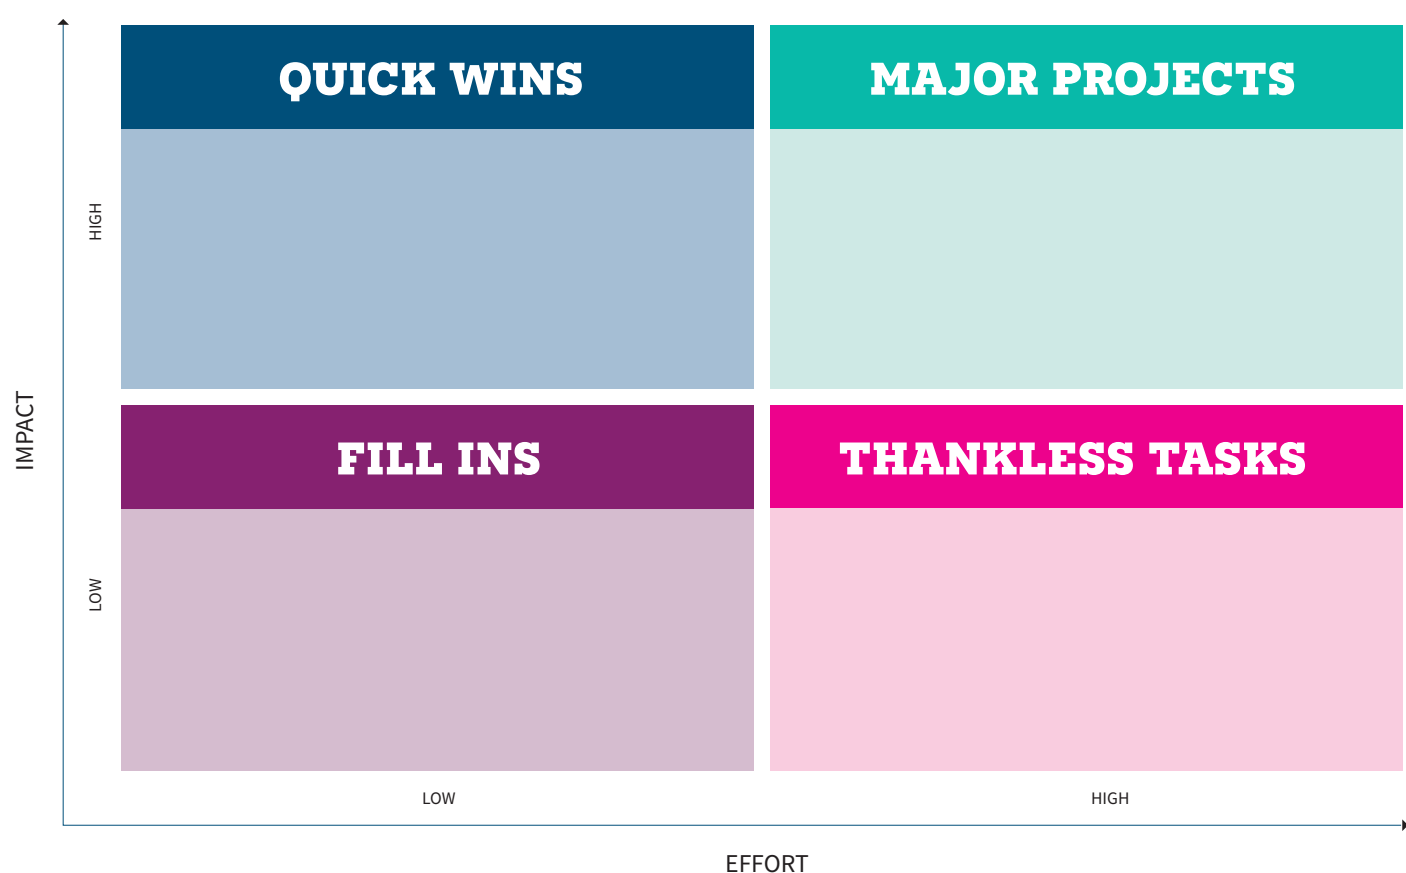 QUICK WINS
MAJOR PROJECTS
HIGH
IMPACT
FILL INS
THANKLESS TASKS
LOW
LOW
HIGH
EFFORT